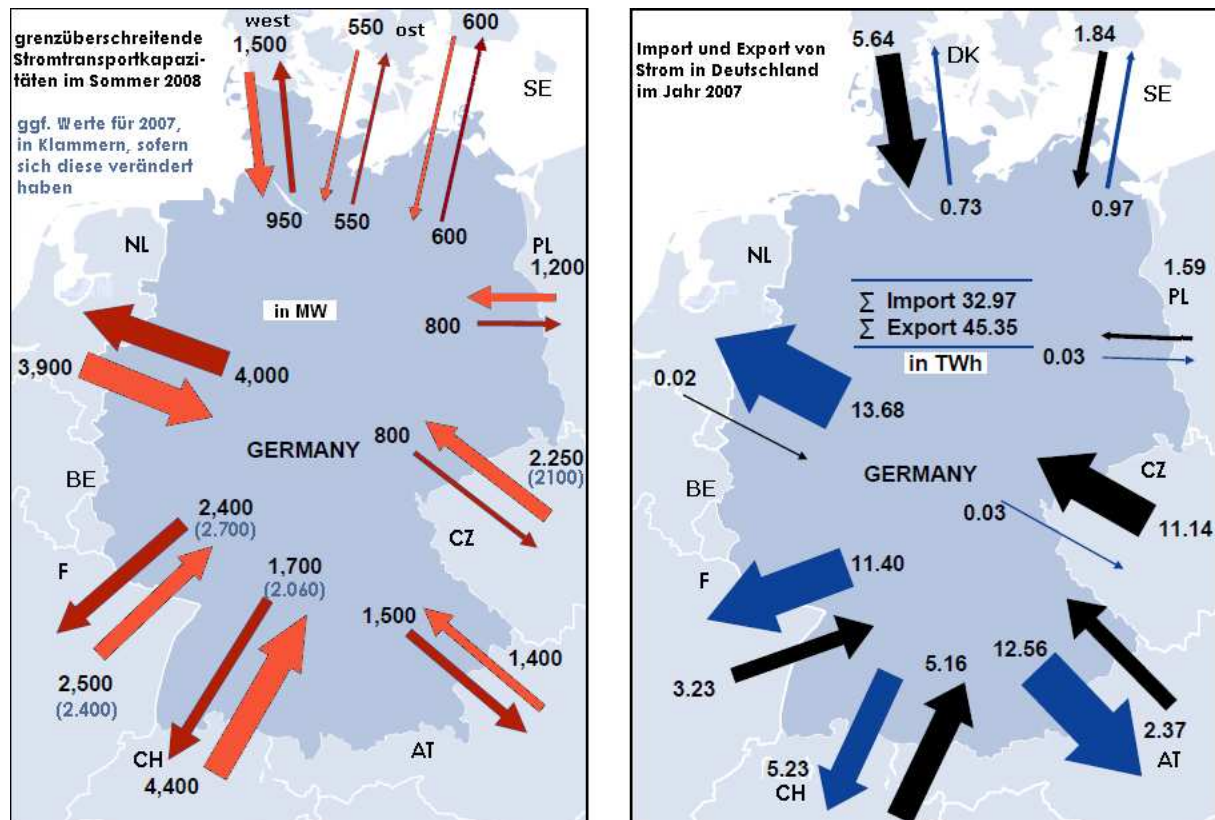 grenzüberschreitende
Stromtransportkapazi-
täten im Sommer 2008
ggf. Werte für 2007,
in Klammern, sofern
sich diese verändert
haben
west
1,500
550
ost
600
SE
950
550
600
NL
PL
1,200
in MW
800
3,900
4,000
GERMANY
800
2.250
(2100)
BE
2,400
(2.700)
CZ
F
1,700
(2.060)
1,500
1,400
2,500
(2.400)
CH
4,400
AT
Import und Export von
Strom in Deutschland
im Jahr 2007
5.64
DK
1.84
SE
0.73
0.97
NL
1.59
PL
∑ Import 32.97
∑ Export 45.35
in TWh
0.03
0.02
13.68
GERMANY
CZ
BE
0.03
11.14
F
11.40
5.16
12.56
3.23
2.37
AT
5.23
CH